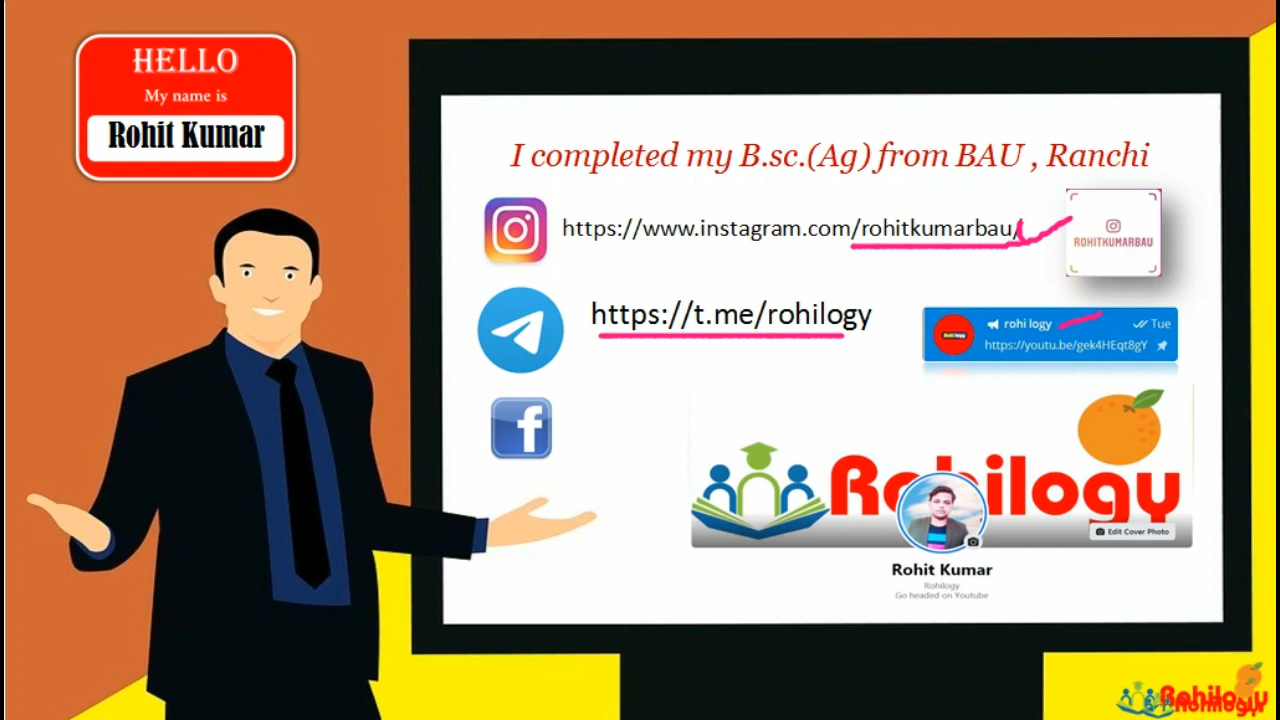 HELLO
My name is
Rohit Kumar
I completed my B.sc.(Ag) from BAU , Ranchi
https://www.instagram.com/rohitkumarbau/
ROHITKUMARBAU
https://t.me/rohilogy
rohi logy
Tue
https://youtu.be/gek4HEqt8gY
Rohilogy
Edit Cover Photo
Rohit Kumar
Rohilogy
Go headed on Youtube
Rohilogy